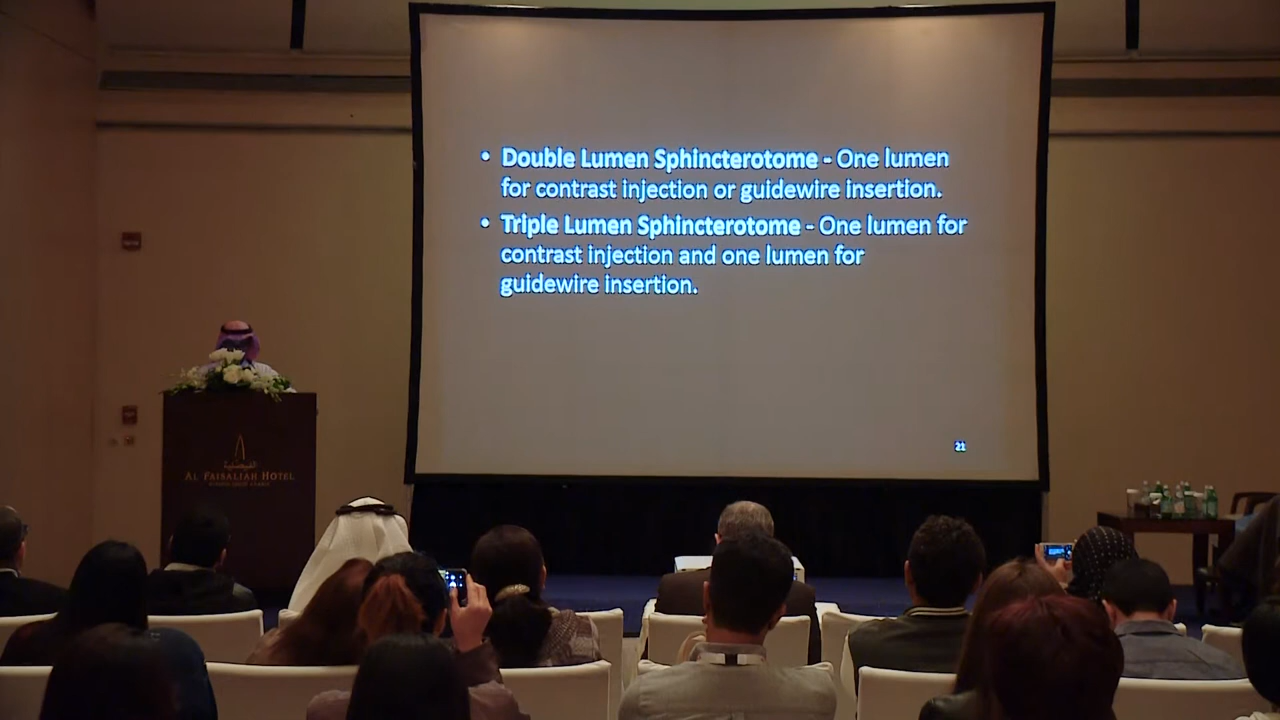 • Double Lumen Sphincterotome - One lumen
for contrast injection or guidewire insertion.
• Triple Lumen Sphincterotome - One lumen for
contrast injection and one lumen for
guidewire insertion.
21
الفيصلية
AL FAISALIAH HOTEL